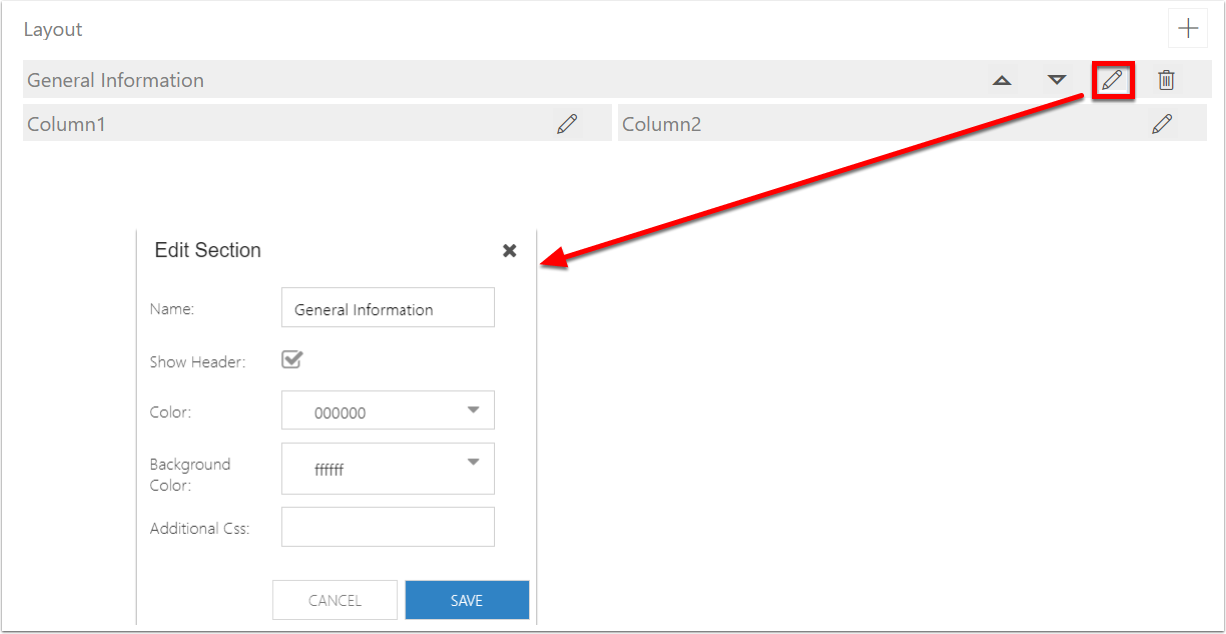 Layout
General Information
Column1
Column2
Edit Section
Name:
General Information
Show Header:
Color:
000000
Background
Color:
ffffff
Additional Css:
CANCEL
SAVE